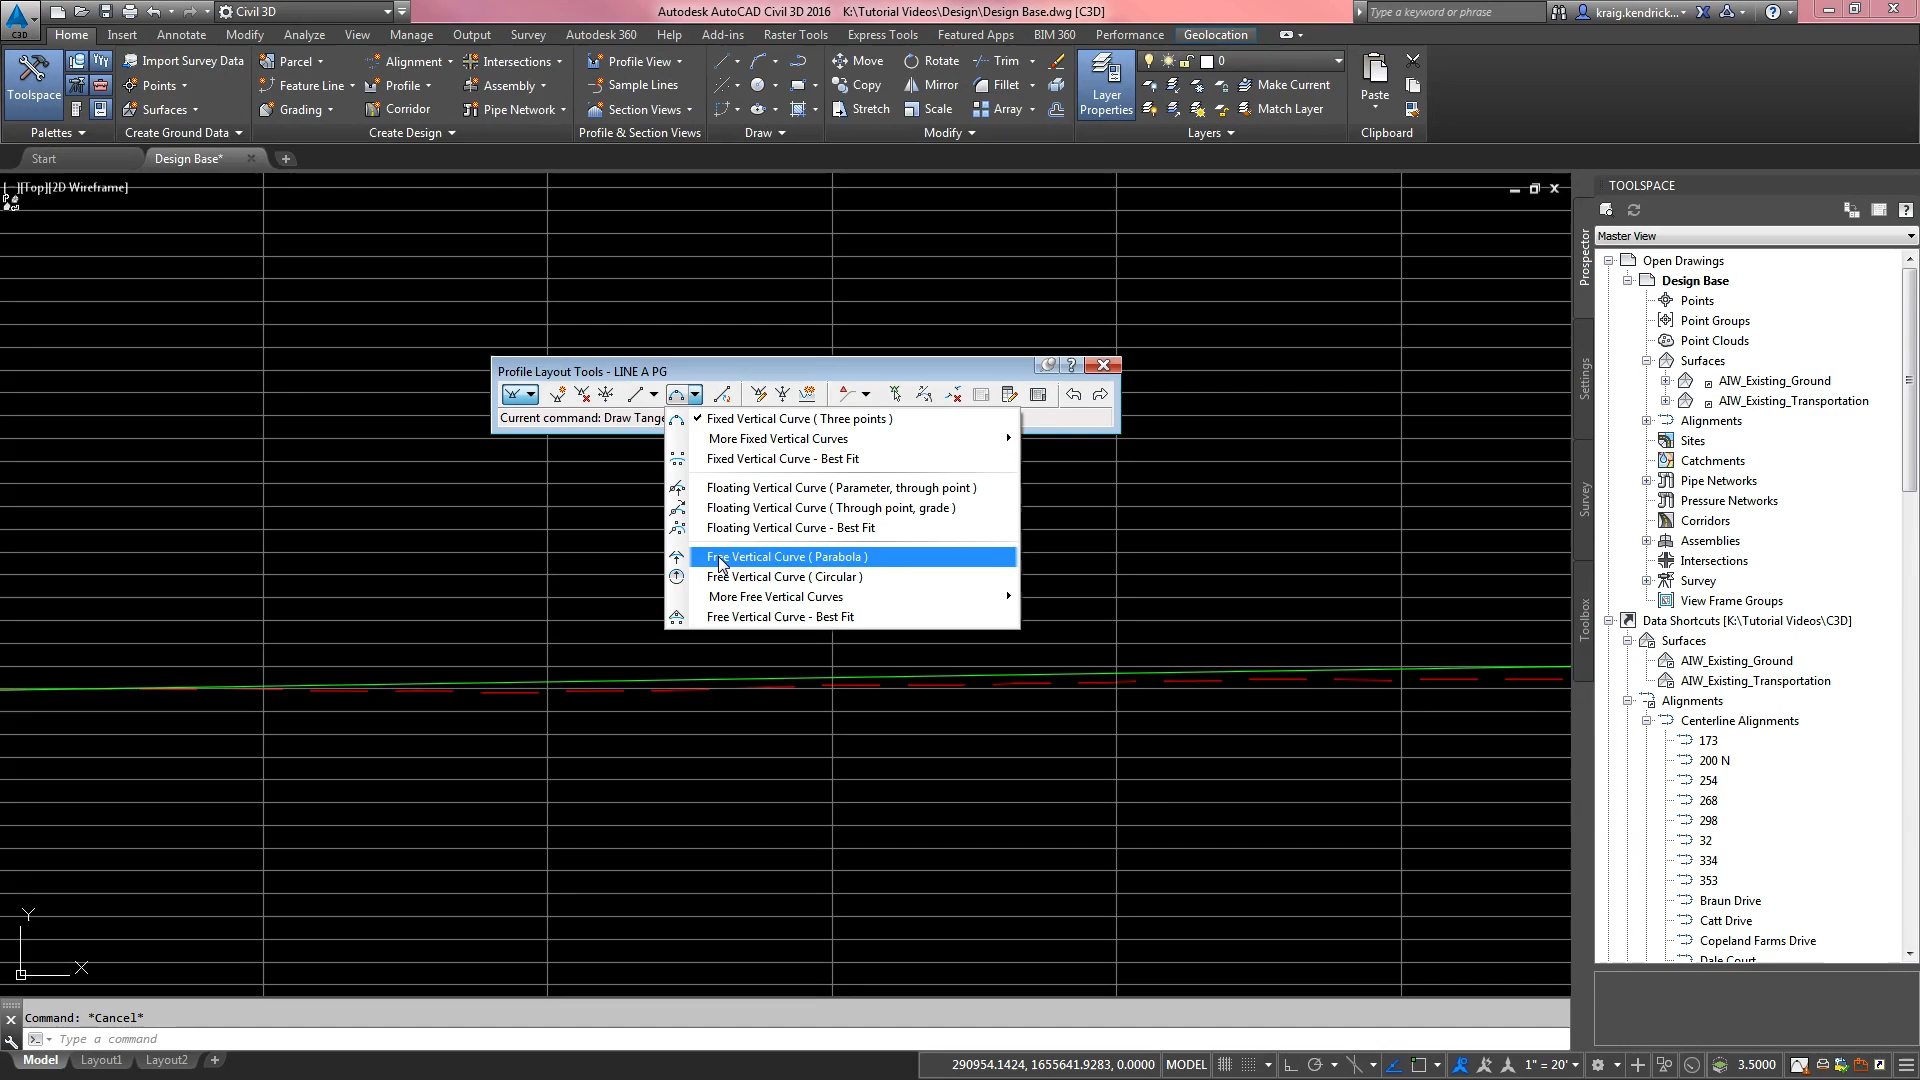 Civil 3D
Autodesk AutoCAD Civil 3D 2016 K:\Tutorial Videos\Design\Design Base.dwg [C3D]
Type a keyword or phrase
kraig.kendrick...
C3D
Home Insert Annotate Modify Analyze View Manage Output Survey Autodesk 360 Help Add-ins Raster Tools Express Tools Featured Apps BIM 360 Performance Geolocation
Import Survey Data Parcel Alignment Intersections Profile View Move Rotate Trim 0
Toolspace Points Feature Line Profile Assembly Sample Lines Copy Mirror Fillet Layer Properties Make Current Paste
Surfaces Grading Corridor Pipe Network Section Views Stretch Scale Array Match Layer
Palettes Create Ground Data Create Design Profile & Section Views Draw Modify Layers Clipboard
Start Design Base*
[Top][2D Wireframe]
Profile Layout Tools - LINE A PG
Current command: Draw Tange
Fixed Vertical Curve ( Three points )
More Fixed Vertical Curves
Fixed Vertical Curve - Best Fit
Floating Vertical Curve ( Parameter, through point )
Floating Vertical Curve ( Through point, grade )
Floating Vertical Curve - Best Fit
Free Vertical Curve ( Parabola )
Free Vertical Curve ( Circular )
More Free Vertical Curves
Free Vertical Curve - Best Fit
Y
X
TOOLSPACE
Master View
Prospector
Settings
Survey
Toolbox
Open Drawings
Design Base
Points
Point Groups
Point Clouds
Surfaces
AIW_Existing_Ground
AIW_Existing_Transportation
Alignments
Sites
Catchments
Pipe Networks
Pressure Networks
Corridors
Assemblies
Intersections
Survey
View Frame Groups
Data Shortcuts [K:\Tutorial Videos\C3D]
Surfaces
AIW_Existing_Ground
AIW_Existing_Transportation
Alignments
Centerline Alignments
173
200 N
254
268
298
32
334
353
Braun Drive
Catt Drive
Copeland Farms Drive
Dale Court
Command: *Cancel*
Type a command
Model Layout1 Layout2
290954.1424, 1655641.9283, 0.0000 MODEL 1" = 20' 3.5000